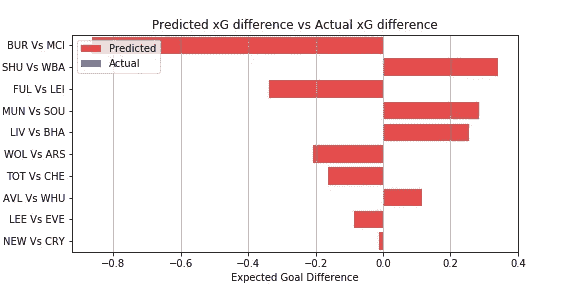 Predicted xG difference vs Actual xG difference
BUR Vs MCI
Predicted
Actual
SHU Vs WBA
FUL Vs LEI
MUN Vs SOU
LIV Vs BHA
WOL Vs ARS
TOT Vs CHE
AVL Vs WHU
LEE Vs EVE
NEW Vs CRY
−0.8 −0.6 −0.4 −0.2 0.0 0.2 0.4
Expected Goal Difference